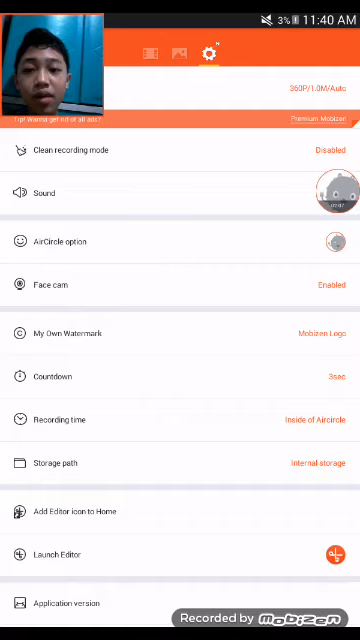 3% 11:40 AM
N
360P/1.0M/Auto
Tip! Wanna get rid of all ads? Premium Mobizen
Clean recording mode Disabled
Sound
00:07
AirCircle option
Face cam Enabled
My Own Watermark Mobizen Logo
Countdown 3sec
Recording time Inside of Aircircle
Storage path Internal storage
Add Editor icon to Home
Launch Editor
Application version
Recorded by mobizen